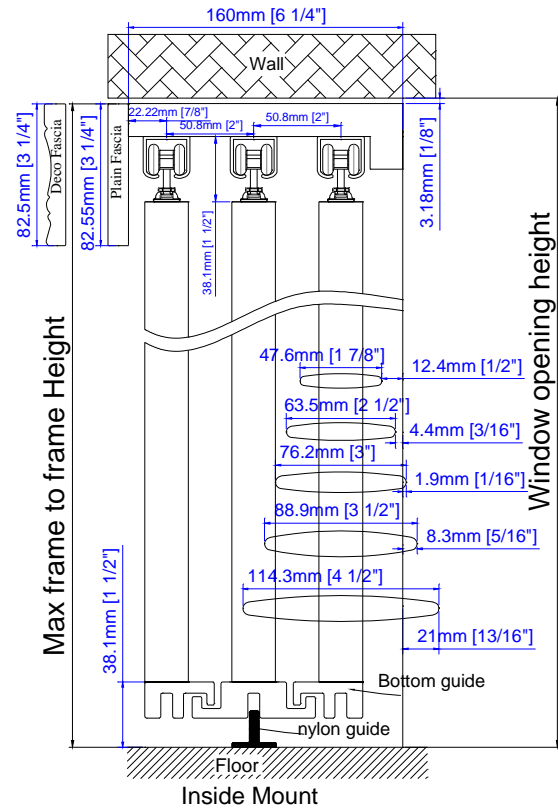 160mm [6 1/4"]
Wall
22.22mm [7/8"]
50.8mm [2"]
50.8mm [2"]
Deco Fascia
82.5mm [3 1/4"]
Plain Fascia
82.55mm [3 1/4"]
38.1mm [1 1/2"]
3.18mm [1/8"]
Max frame to frame Height
Window opening height
47.6mm [1 7/8"]
12.4mm [1/2"]
63.5mm [2 1/2"]
4.4mm [3/16"]
76.2mm [3"]
1.9mm [1/16"]
88.9mm [3 1/2"]
8.3mm [5/16"]
114.3mm [4 1/2"]
21mm [13/16"]
38.1mm [1 1/2"]
Bottom guide
nylon guide
Floor
Inside Mount